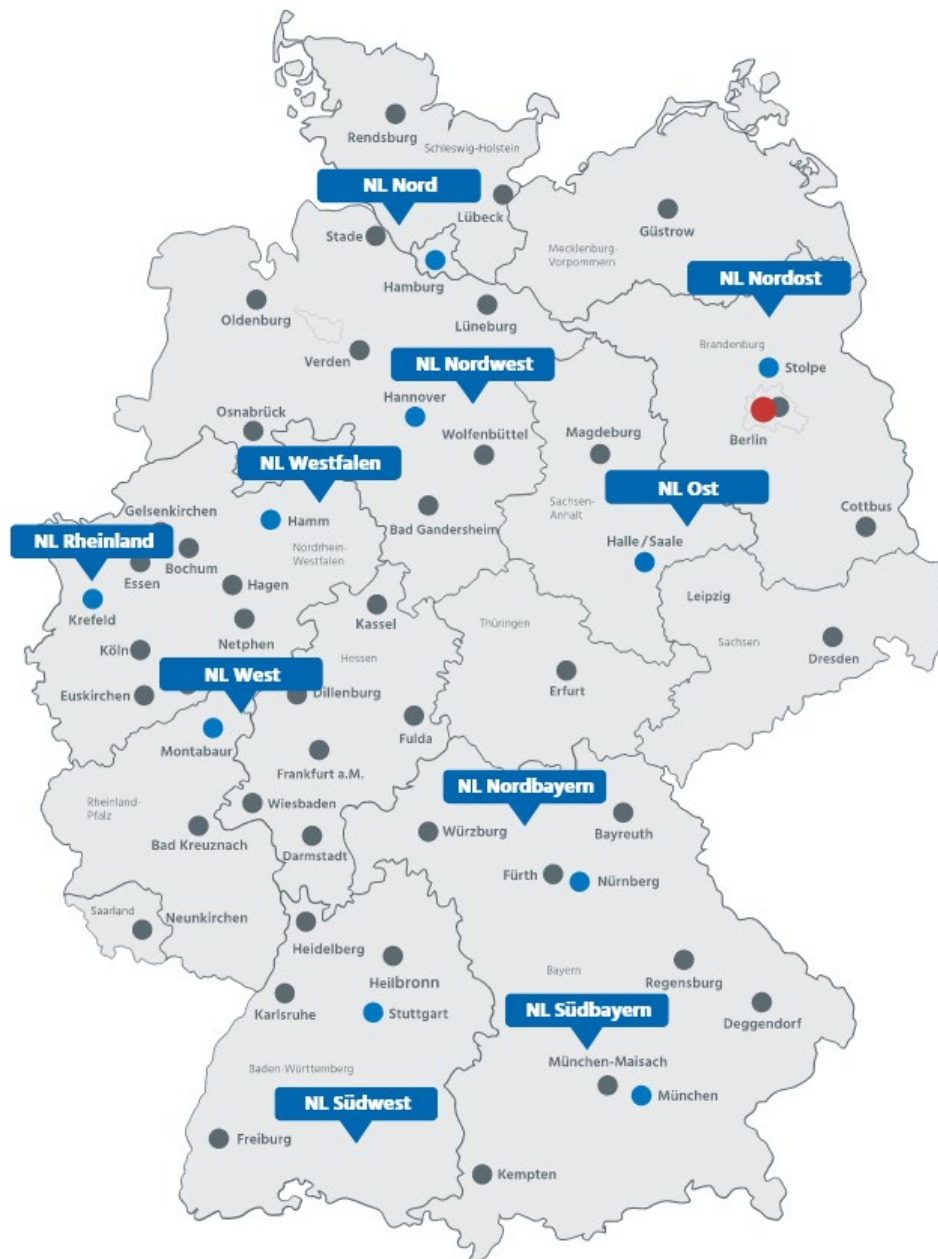 Rendsburg
Schleswig-Holstein
NL Nord
Lübeck
Güstrow
Stade
Mecklenburg-
Vorpommern
Hamburg
NL Nordost
Oldenburg
Lüneburg
Verden
Brandenburg
NL Nordwest
Stolpe
Hannover
Osnabrück
Wolfenbüttel
Magdeburg
Berlin
NL Westfalen
NL Ost
Gelsenkirchen
Sachsen-
Anhalt
Cottbus
Hamm
Bad Gandersheim
NL Rheinland
Nordrhein-
Westfalen
Halle/Saale
Bochum
Essen
Hagen
Krefeld
Kassel
Leipzig
Thüringen
Netphen
Sachsen
Köln
Hessen
Dresden
NL West
Erfurt
Euskirchen
Dillenburg
Fulda
Montabaur
Frankfurt a.M.
NL Nordbayern
Rheinland-
Pfalz
Wiesbaden
Würzburg
Bayreuth
Bad Kreuznach
Darmstadt
Fürth
Nürnberg
Saarland
Neunkirchen
Heidelberg
Bayern
Heilbronn
Regensburg
Karlsruhe
Stuttgart
NL Südbayern
Deggendorf
München-Maisach
Baden-Württemberg
München
NL Südwest
Freiburg
Kempten